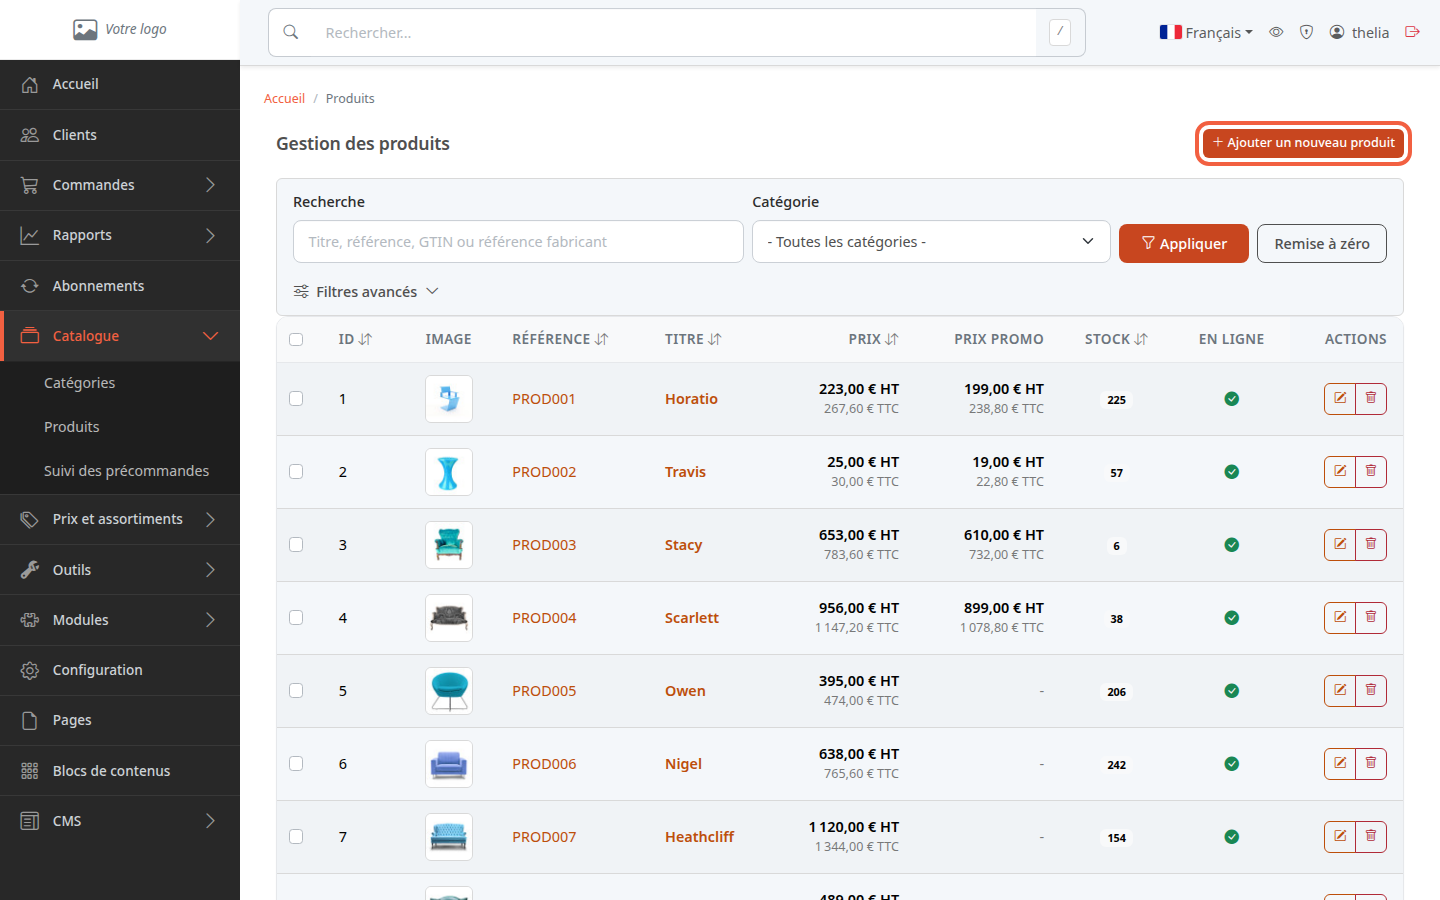 Votre logo
Rechercher...
/
Français
thelia
Accueil
Clients
Commandes
Rapports
Abonnements
Catalogue
Catégories
Produits
Suivi des précommandes
Prix et assortiments
Outils
Modules
Configuration
Pages
Blocs de contenus
CMS
Accueil / Produits
Gestion des produits
+ Ajouter un nouveau produit
Recherche
Catégorie
Titre, référence, GTIN ou référence fabricant
- Toutes les catégories -
Appliquer
Remise à zéro
Filtres avancés
ID IMAGE RÉFÉRENCE TITRE PRIX PRIX PROMO STOCK EN LIGNE ACTIONS
1 PROD001 Horatio 223,00 € HT 199,00 € HT 225
267,60 € TTC 238,80 € TTC
2 PROD002 Travis 25,00 € HT 19,00 € HT 57
30,00 € TTC 22,80 € TTC
3 PROD003 Stacy 653,00 € HT 610,00 € HT 6
783,60 € TTC 732,00 € TTC
4 PROD004 Scarlett 956,00 € HT 899,00 € HT 38
1 147,20 € TTC 1 078,80 € TTC
5 PROD005 Owen 395,00 € HT - 206
474,00 € TTC
6 PROD006 Nigel 638,00 € HT - 242
765,60 € TTC
7 PROD007 Heathcliff 1 120,00 € HT - 154
1 344,00 € TTC
489,00 € HT